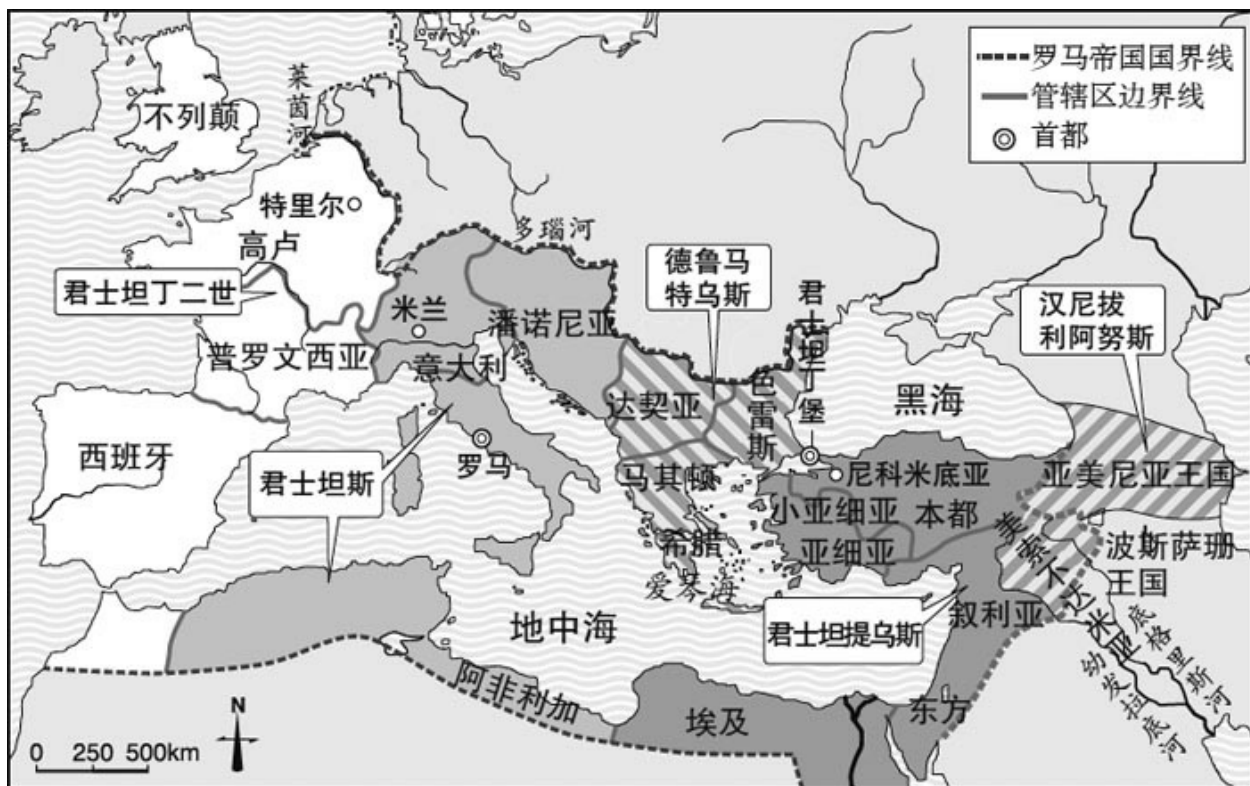 罗马帝国国界线
管辖区边界线
首都
莱茵河
不列颠
特里尔
高卢
多瑙河
君士坦丁二世
德鲁马
特乌斯
君士坦丁堡
汉尼拔
利阿努斯
米兰
潘诺尼亚
普罗文西亚
意大利
达契亚
色雷斯
黑海
西班牙
君士坦斯
罗马
马其顿
尼科米底亚
亚美尼亚王国
小亚细亚
本都
希腊
亚细亚
美索不达米亚
波斯萨珊
王国
爱琴海
地中海
君士坦提乌斯
叙利亚
底格里斯河
幼发拉底河
阿非利加
埃及
东方
N
0 250 500km